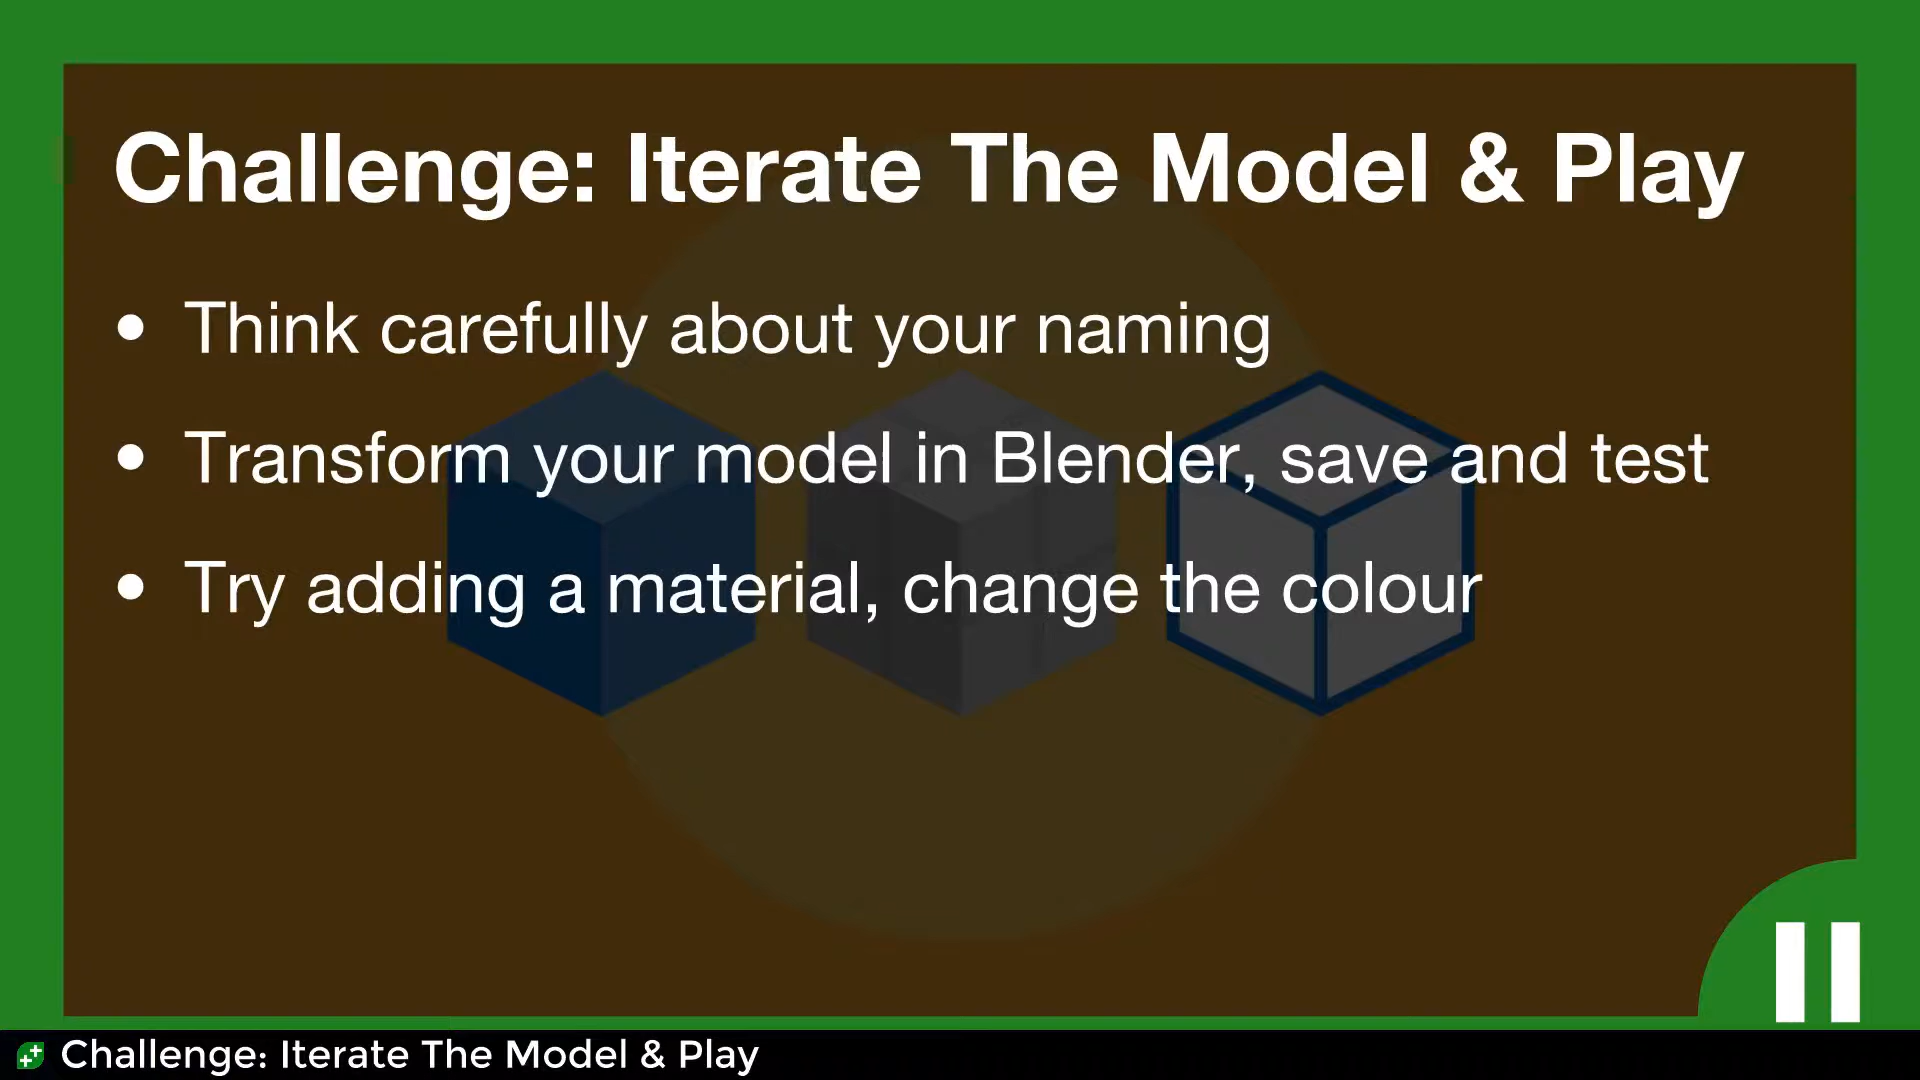 Challenge: Iterate The Model & Play
• Think carefully about your naming
• Transform your model in Blender, save and test
• Try adding a material, change the colour
Challenge: Iterate The Model & Play